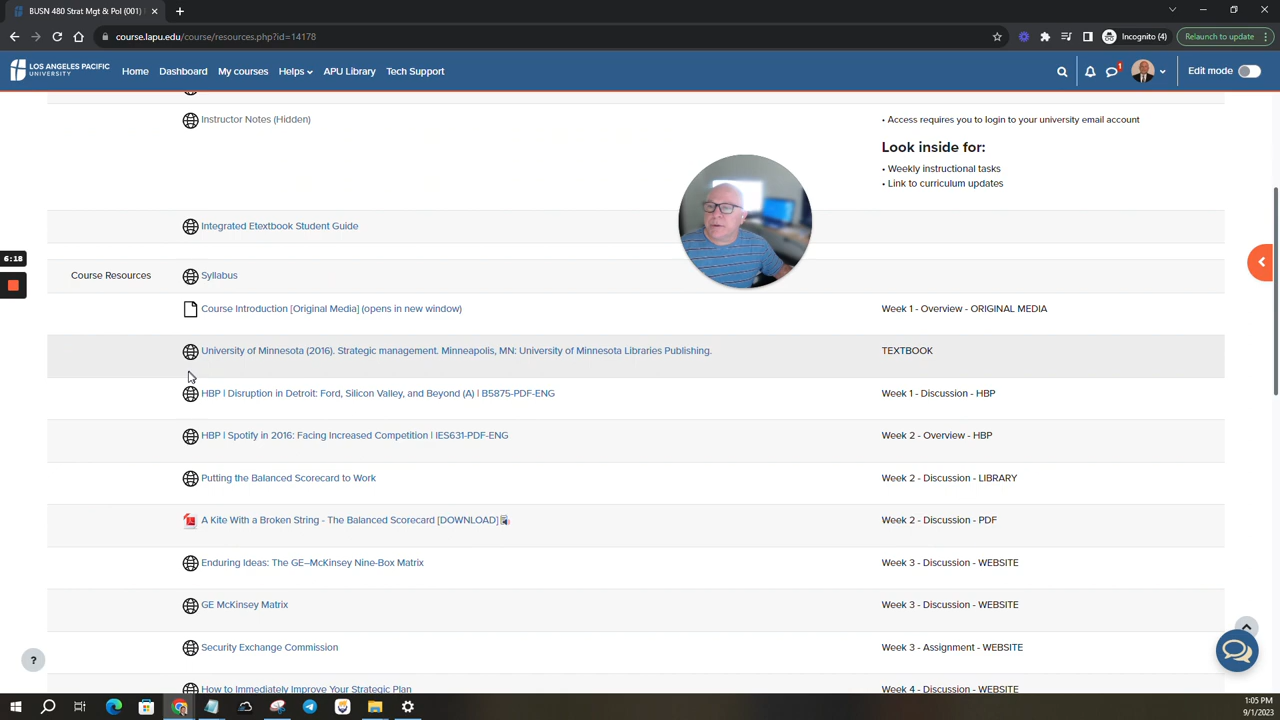 BUSN 480 Strat Mgt & Pol (001)
course.lapu.edu/course/resources.php?id=14178
Incognito (4)
Relaunch to update
LOS ANGELES PACIFIC
UNIVERSITY
Home
Dashboard
My courses
Helps
APU Library
Tech Support
1
Edit mode
Instructor Notes (Hidden)
• Access requires you to login to your university email account
Look inside for:
• Weekly instructional tasks
• Link to curriculum updates
Integrated Etextbook Student Guide
6:18
Course Resources
Syllabus
Course Introduction [Original Media] (opens in new window)
Week 1 - Overview - ORIGINAL MEDIA
University of Minnesota (2016). Strategic management. Minneapolis, MN: University of Minnesota Libraries Publishing.
TEXTBOOK
HBP | Disruption in Detroit: Ford, Silicon Valley, and Beyond (A) | B5875-PDF-ENG
Week 1 - Discussion - HBP
HBP | Spotify in 2016: Facing Increased Competition | IES631-PDF-ENG
Week 2 - Overview - HBP
Putting the Balanced Scorecard to Work
Week 2 - Discussion - LIBRARY
A Kite With a Broken String - The Balanced Scorecard [DOWNLOAD]
Week 2 - Discussion - PDF
Enduring Ideas: The GE–McKinsey Nine-Box Matrix
Week 3 - Discussion - WEBSITE
GE McKinsey Matrix
Week 3 - Discussion - WEBSITE
Security Exchange Commission
Week 3 - Assignment - WEBSITE
?
How to Immediately Improve Your Strategic Plan
Week 4 - Discussion - WEBSITE
1:05 PM
9/1/2023